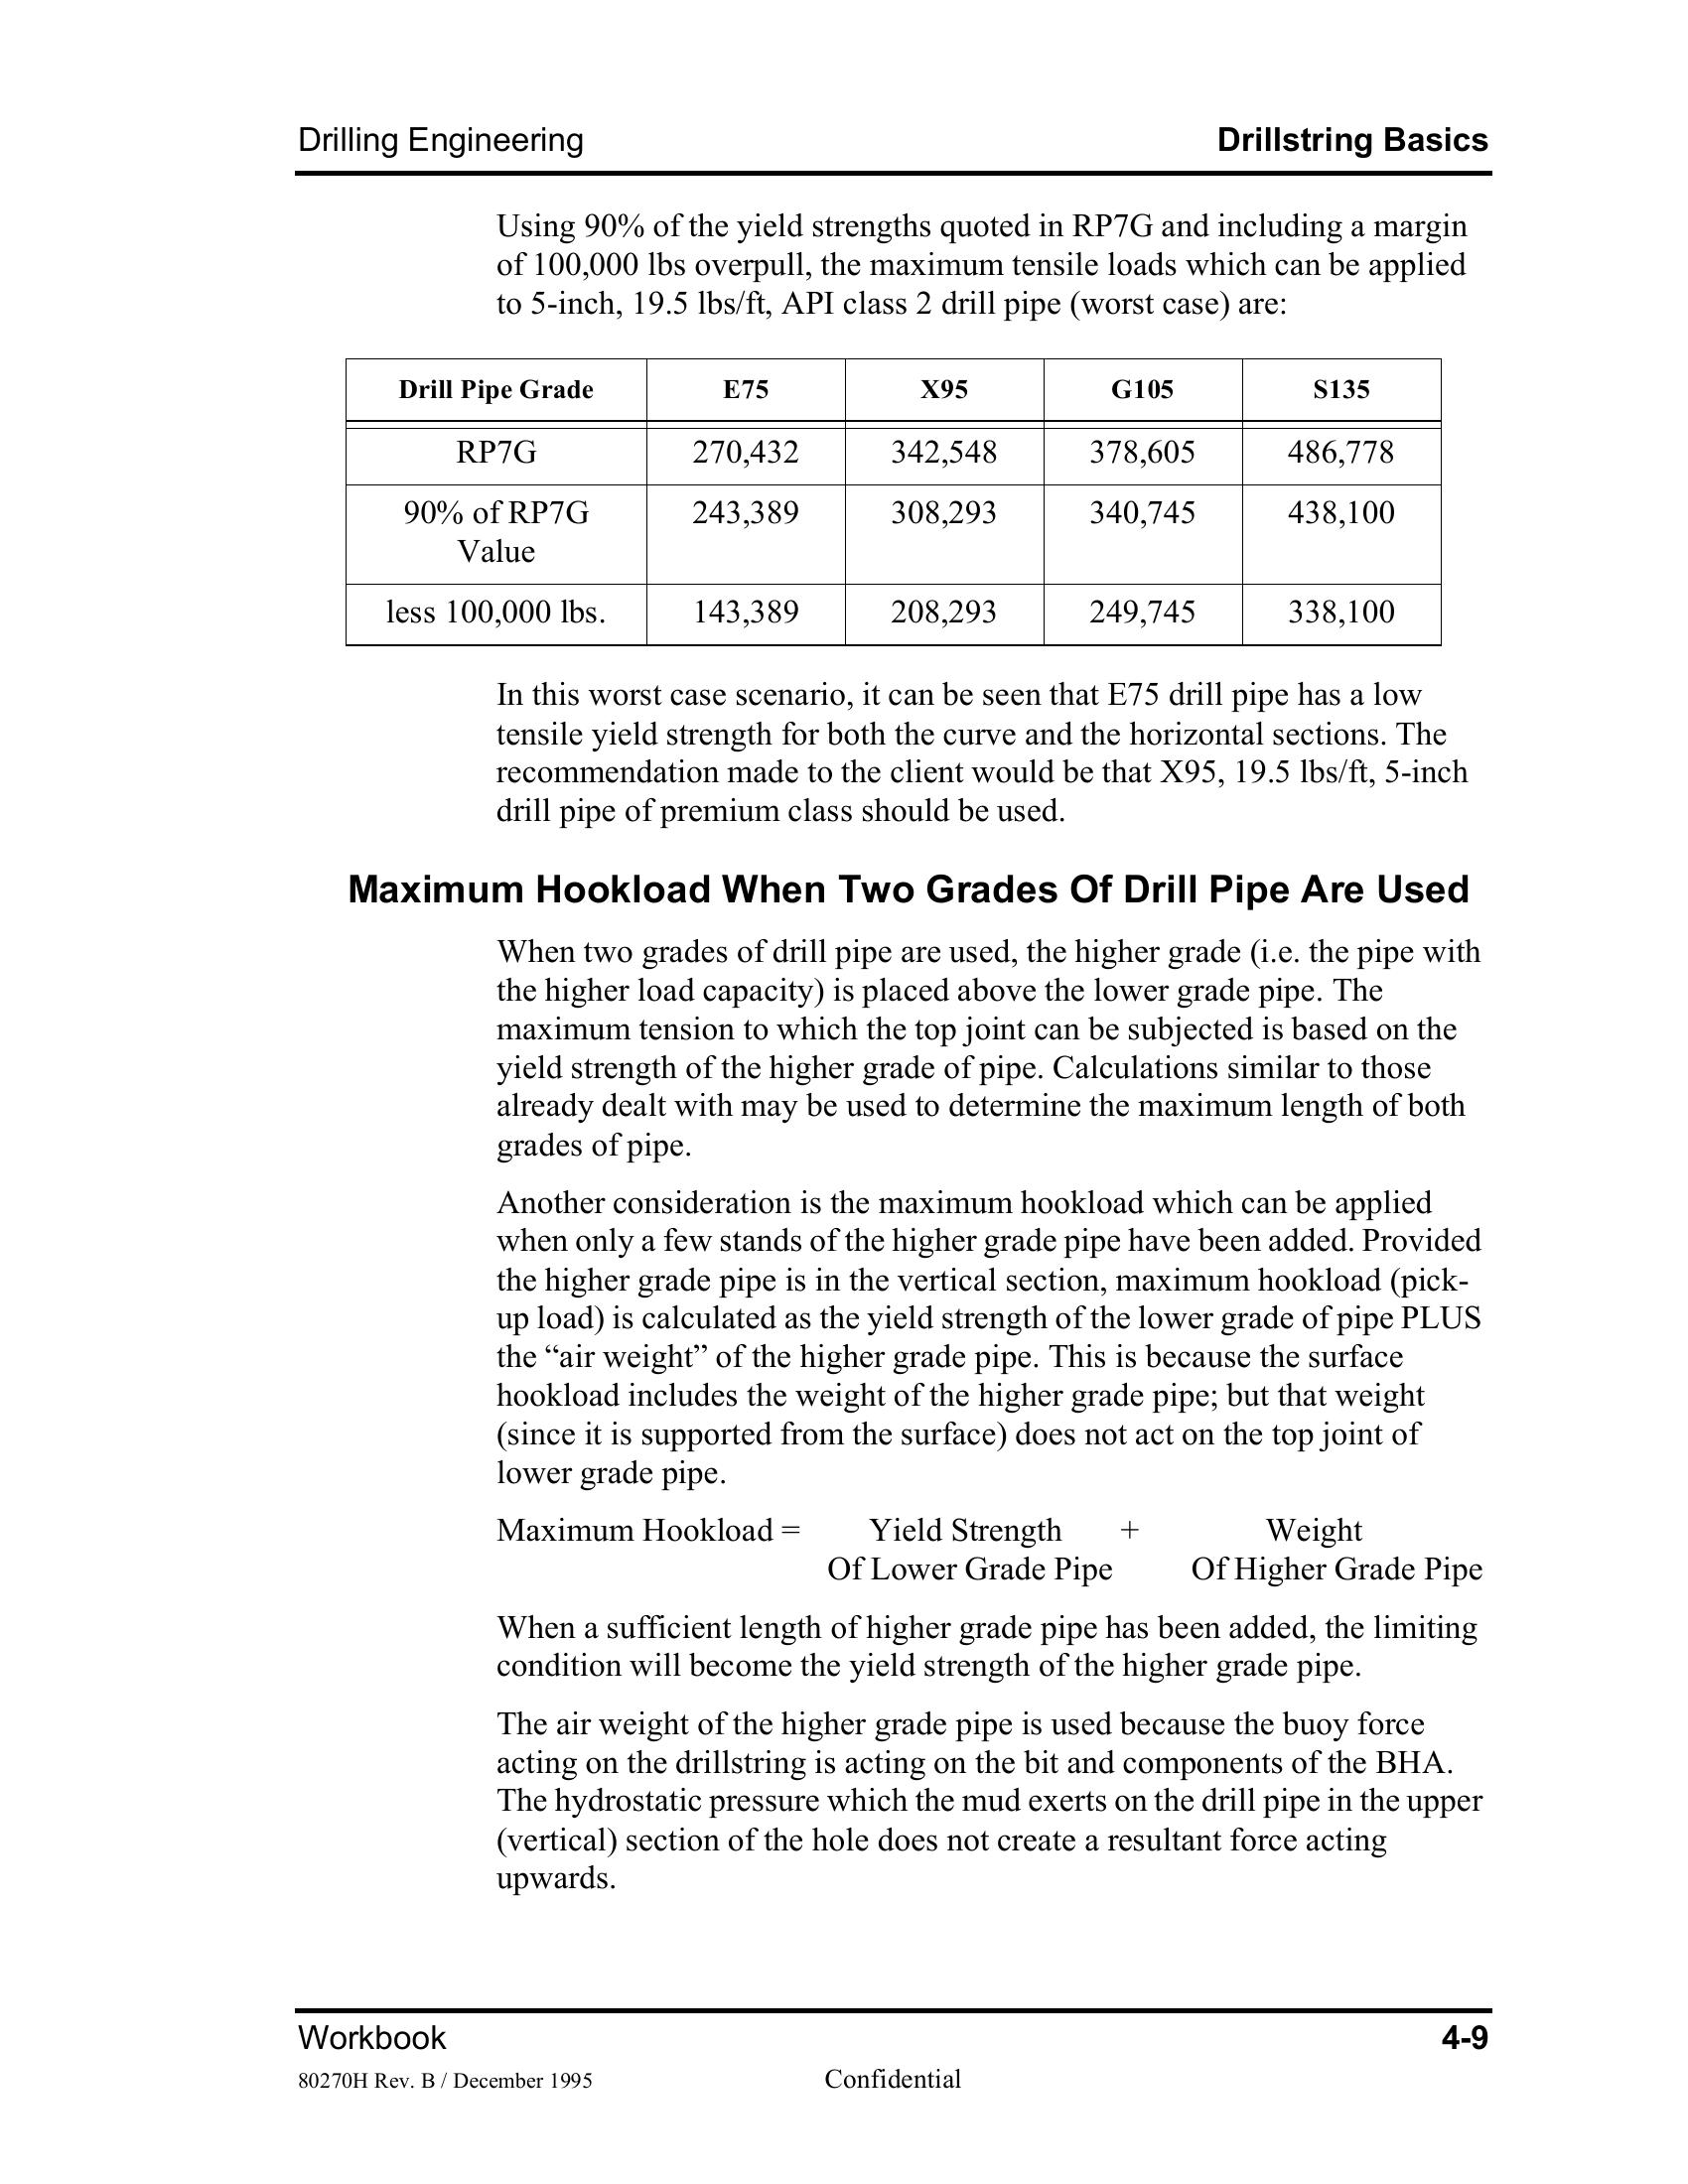 Drilling Engineering Drillstring Basics
Using 90% of the yield strengths quoted in RP7G and including a margin
of 100,000 lbs overpull, the maximum tensile loads which can be applied
to 5-inch, 19.5 lbs/ft, API class 2 drill pipe (worst case) are:
Drill Pipe Grade E75 X95 G105 S135
RP7G 270,432 342,548 378,605 486,778
90% of RP7G 243,389 308,293 340,745 438,100
Value
less 100,000 lbs. 143,389 208,293 249,745 338,100
In this worst case scenario, it can be seen that E75 drill pipe has a low
tensile yield strength for both the curve and the horizontal sections. The
recommendation made to the client would be that X95, 19.5 lbs/ft, 5-inch
drill pipe of premium class should be used.
Maximum Hookload When Two Grades Of Drill Pipe Are Used
When two grades of drill pipe are used, the higher grade (i.e. the pipe with
the higher load capacity) is placed above the lower grade pipe. The
maximum tension to which the top joint can be subjected is based on the
yield strength of the higher grade of pipe. Calculations similar to those
already dealt with may be used to determine the maximum length of both
grades of pipe.
Another consideration is the maximum hookload which can be applied
when only a few stands of the higher grade pipe have been added. Provided
the higher grade pipe is in the vertical section, maximum hookload (pick-
up load) is calculated as the yield strength of the lower grade of pipe PLUS
the “air weight” of the higher grade pipe. This is because the surface
hookload includes the weight of the higher grade pipe; but that weight
(since it is supported from the surface) does not act on the top joint of
lower grade pipe.
Maximum Hookload = Yield Strength + Weight
Of Lower Grade Pipe Of Higher Grade Pipe
When a sufficient length of higher grade pipe has been added, the limiting
condition will become the yield strength of the higher grade pipe.
The air weight of the higher grade pipe is used because the buoy force
acting on the drillstring is acting on the bit and components of the BHA.
The hydrostatic pressure which the mud exerts on the drill pipe in the upper
(vertical) section of the hole does not create a resultant force acting
upwards.
Workbook 4-9
80270H Rev. B / December 1995 Confidential